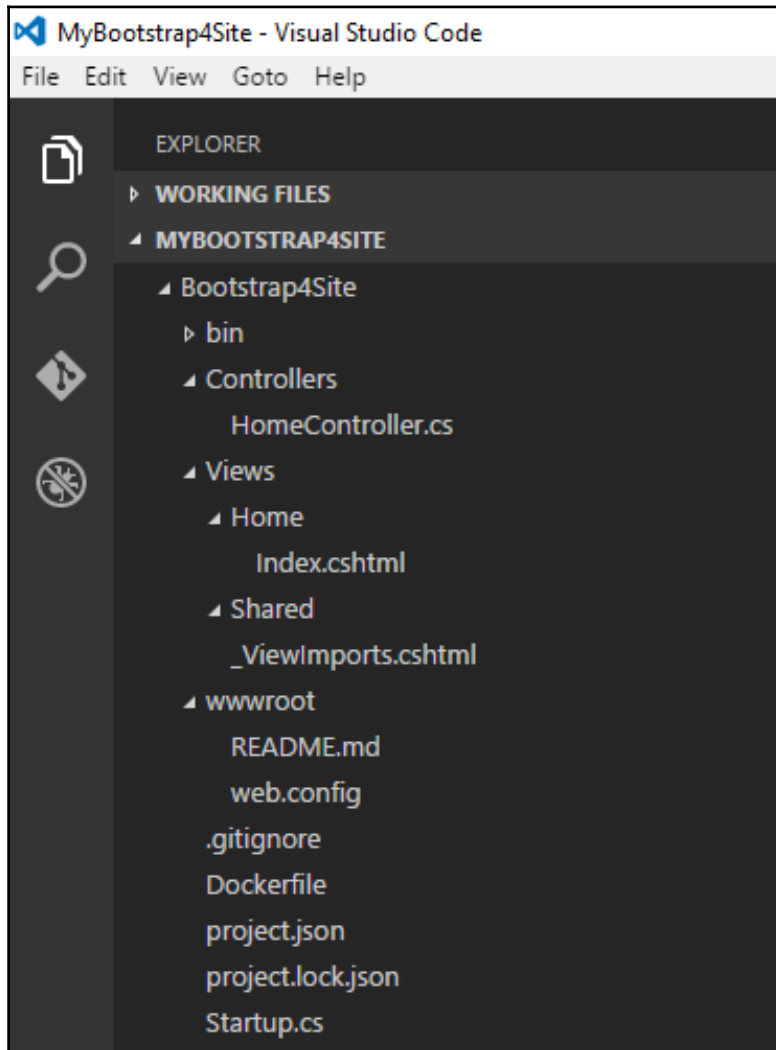 MyBootstrap4Site - Visual Studio Code
File Edit View Goto Help
EXPLORER
WORKING FILES
MYBOOTSTRAP4SITE
Bootstrap4Site
bin
Controllers
HomeController.cs
Views
Home
Index.cshtml
Shared
_ViewImports.cshtml
wwwroot
README.md
web.config
.gitignore
Dockerfile
project.json
project.lock.json
Startup.cs